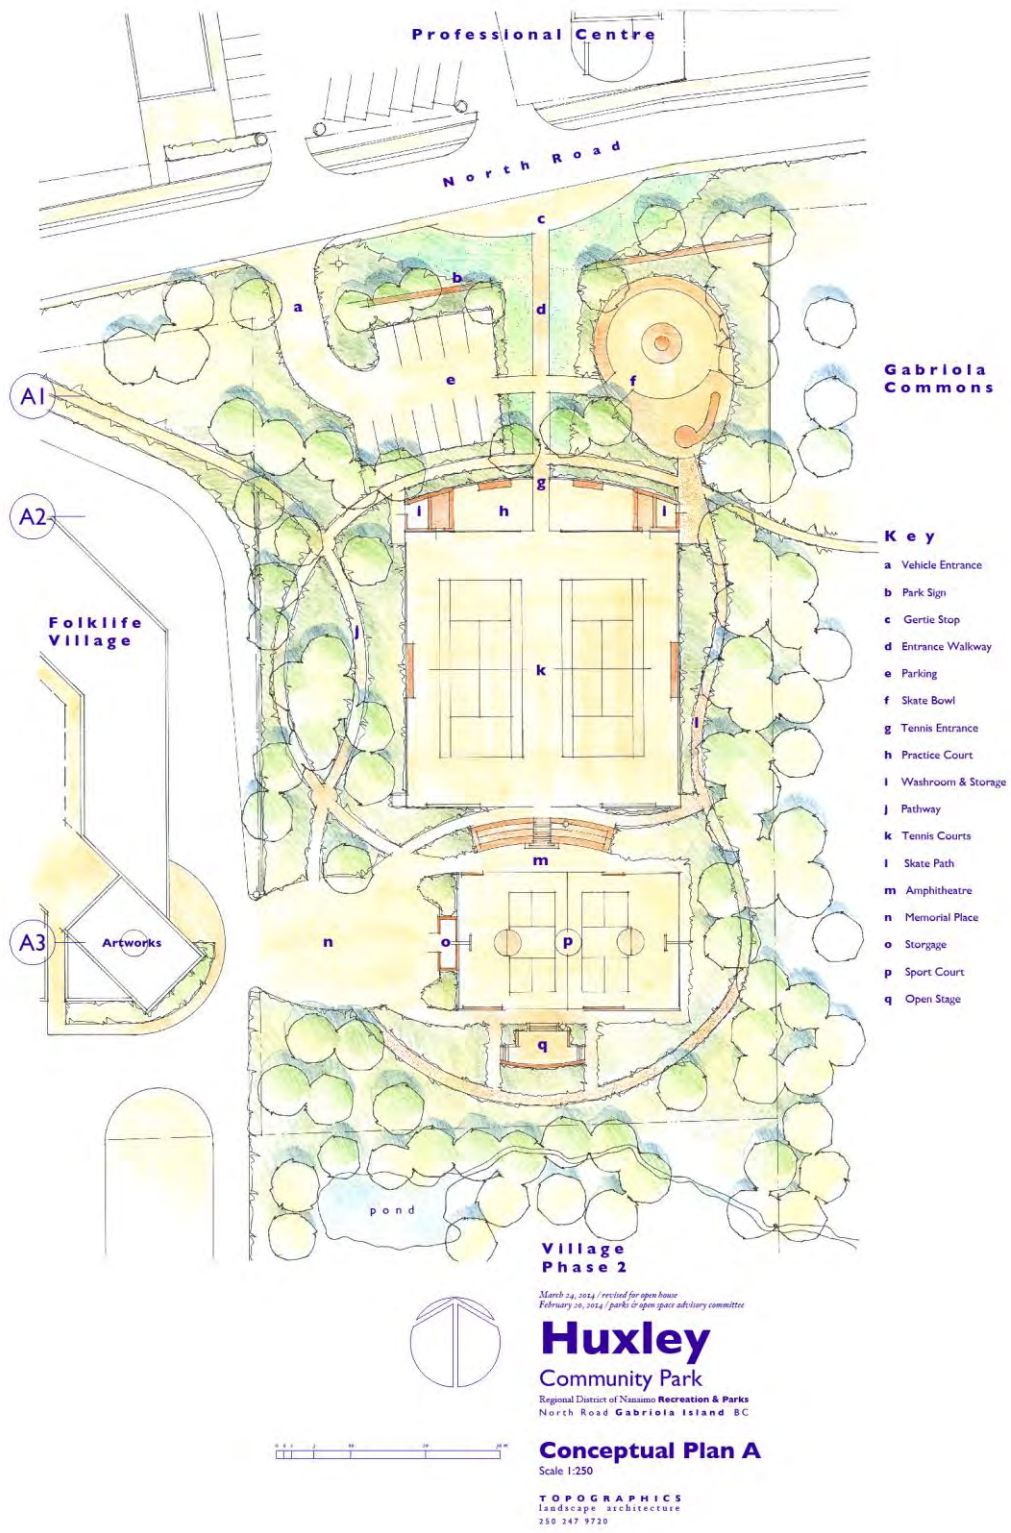 Professional Centre
North Road
c
b
a
d
e
f
Gabriola
Commons
A1
g
l
h
l
A2
Key
a Vehicle Entrance
b Park Sign
c Gertie Stop
d Entrance Walkway
e Parking
f Skate Bowl
g Tennis Entrance
h Practice Court
I Washroom & Storage
J Pathway
k Tennis Courts
l Skate Path
m Amphitheatre
n Memorial Place
o Storgage
p Sport Court
q Open Stage
Folklife
Village
J
k
l
m
A3
Artworks
n
o
p
q
pond
Village
Phase 2
March 24, 2014 / revised for open house
February 20, 2014 / parks & open space advisory committee
Huxley
Community Park
Regional District of Nanaimo Recreation & Parks
North Road Gabriola Island BC
Conceptual Plan A
Scale 1:250
TOPOGRAPHICS
landscape architecture
250 247 9720